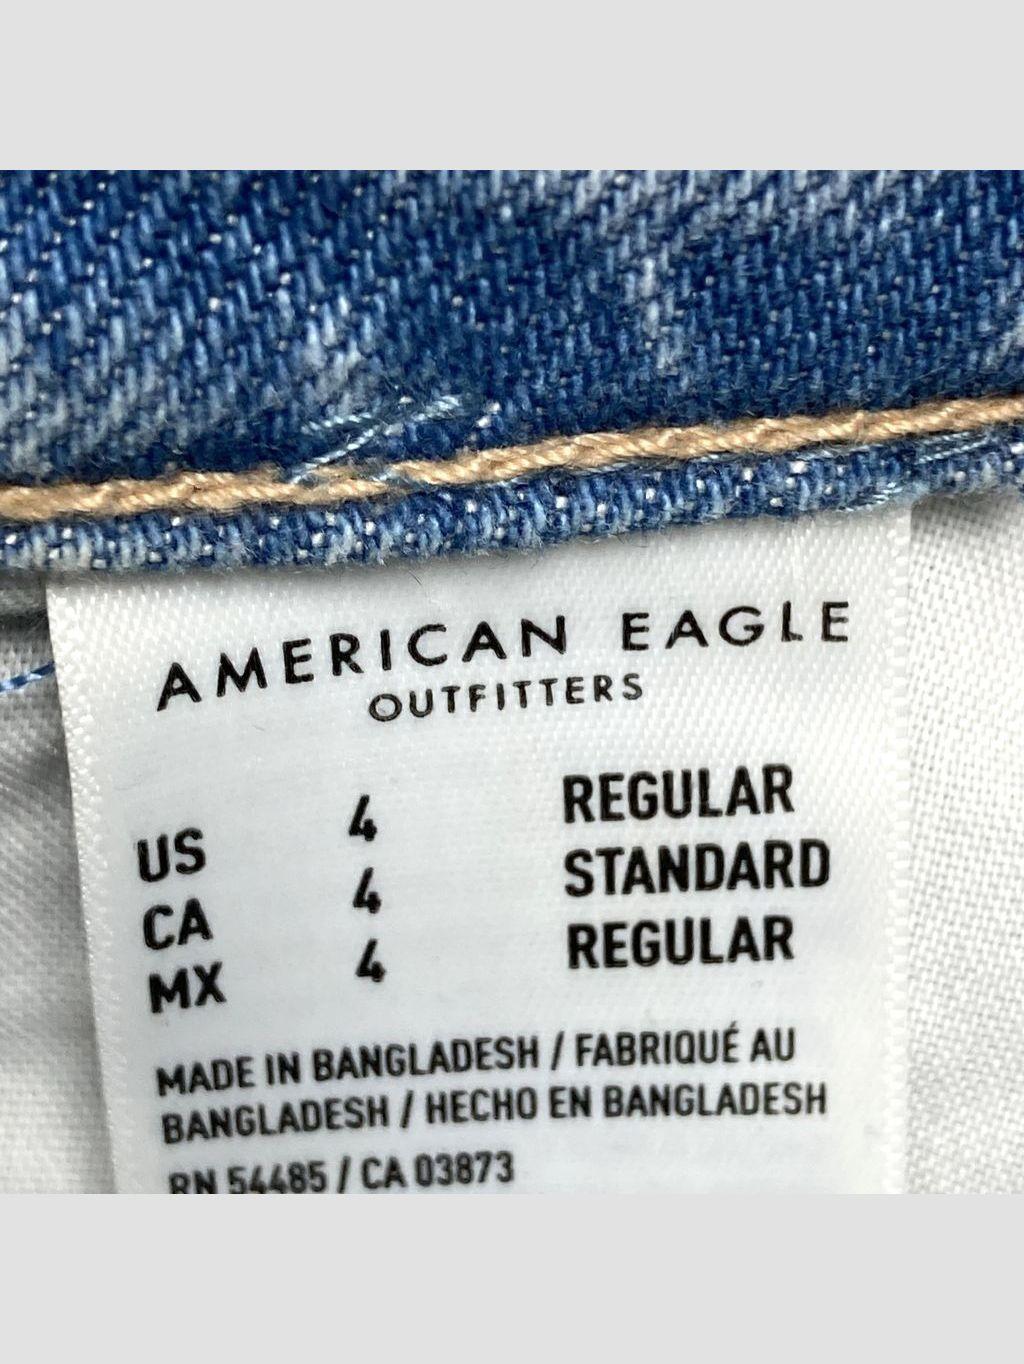 AMERICAN EAGLE
OUTFITTERS
US 4 REGULAR
CA 4 STANDARD
MX 4 REGULAR
MADE IN BANGLADESH / FABRIQUÉ AU
BANGLADESH / HECHO EN BANGLADESH
RN 54485 / CA 03873